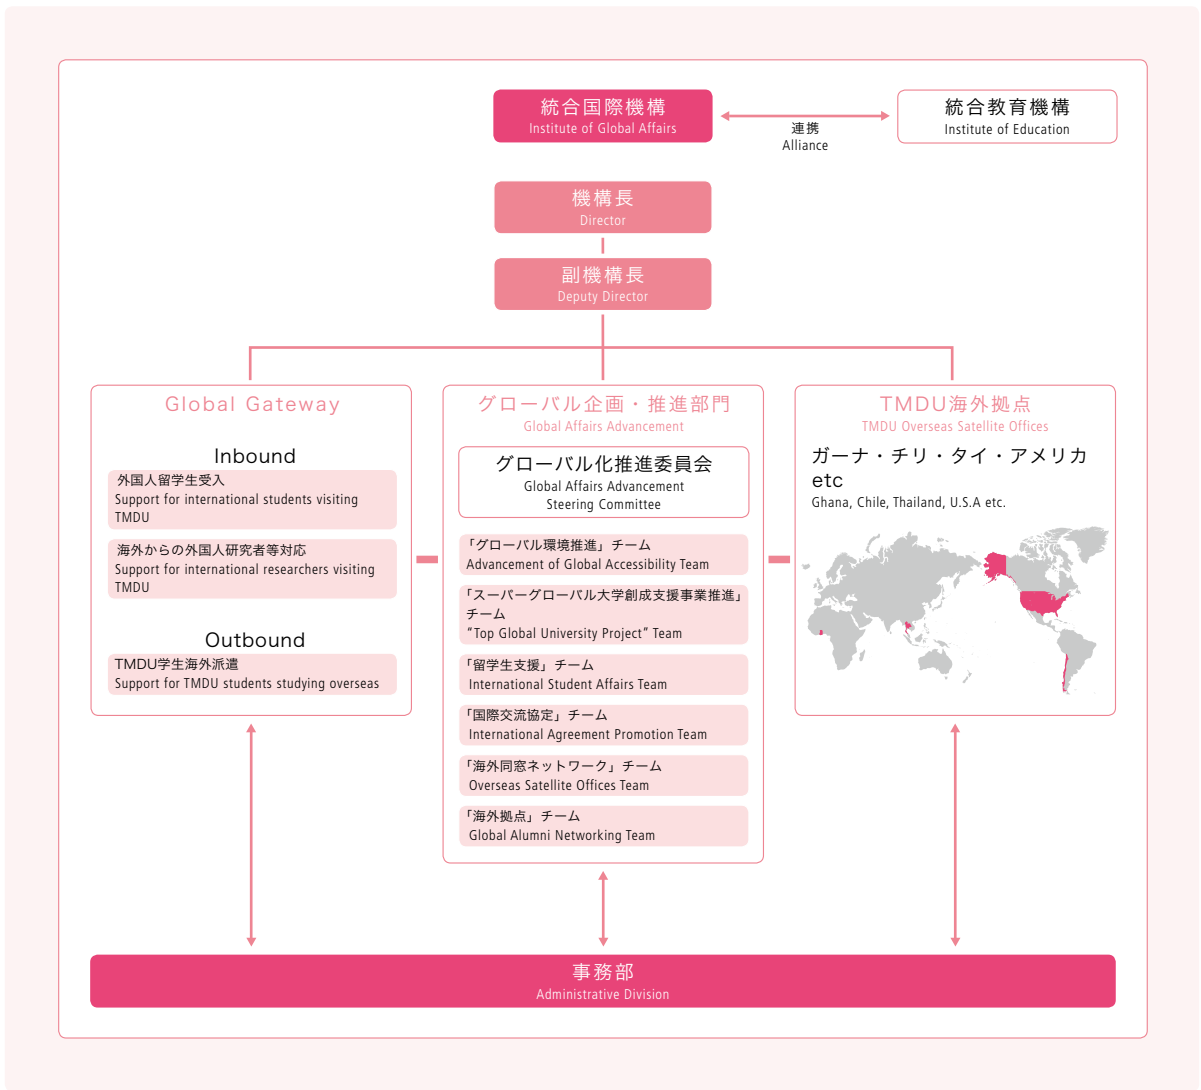 統合国際機構
Institute of Global Affairs
連携
Alliance
統合教育機構
Institute of Education
機構長
Director
副機構長
Deputy Director
Global Gateway
Inbound
外国人留学生受入
Support for international students visiting
TMDU
海外からの外国人研究者等対応
Support for international researchers visiting
TMDU
Outbound
TMDU学生海外派遣
Support for TMDU students studying overseas
グローバル企画・推進部門
Global Affairs Advancement
グローバル化推進委員会
Global Affairs Advancement
Steering Committee
「グローバル環境推進」チーム
Advancement of Global Accessibility Team
「スーパーグローバル大学創成支援事業推進」
チーム
“Top Global University Project” Team
「留学生支援」チーム
International Student Affairs Team
「国際交流協定」チーム
International Agreement Promotion Team
「海外同窓ネットワーク」チーム
Overseas Satellite Offices Team
「海外拠点」チーム
Global Alumni Networking Team
TMDU海外拠点
TMDU Overseas Satellite Offices
ガーナ・チリ・タイ・アメリカ
etc
Ghana, Chile, Thailand, U.S.A etc.
事務部
Administrative Division